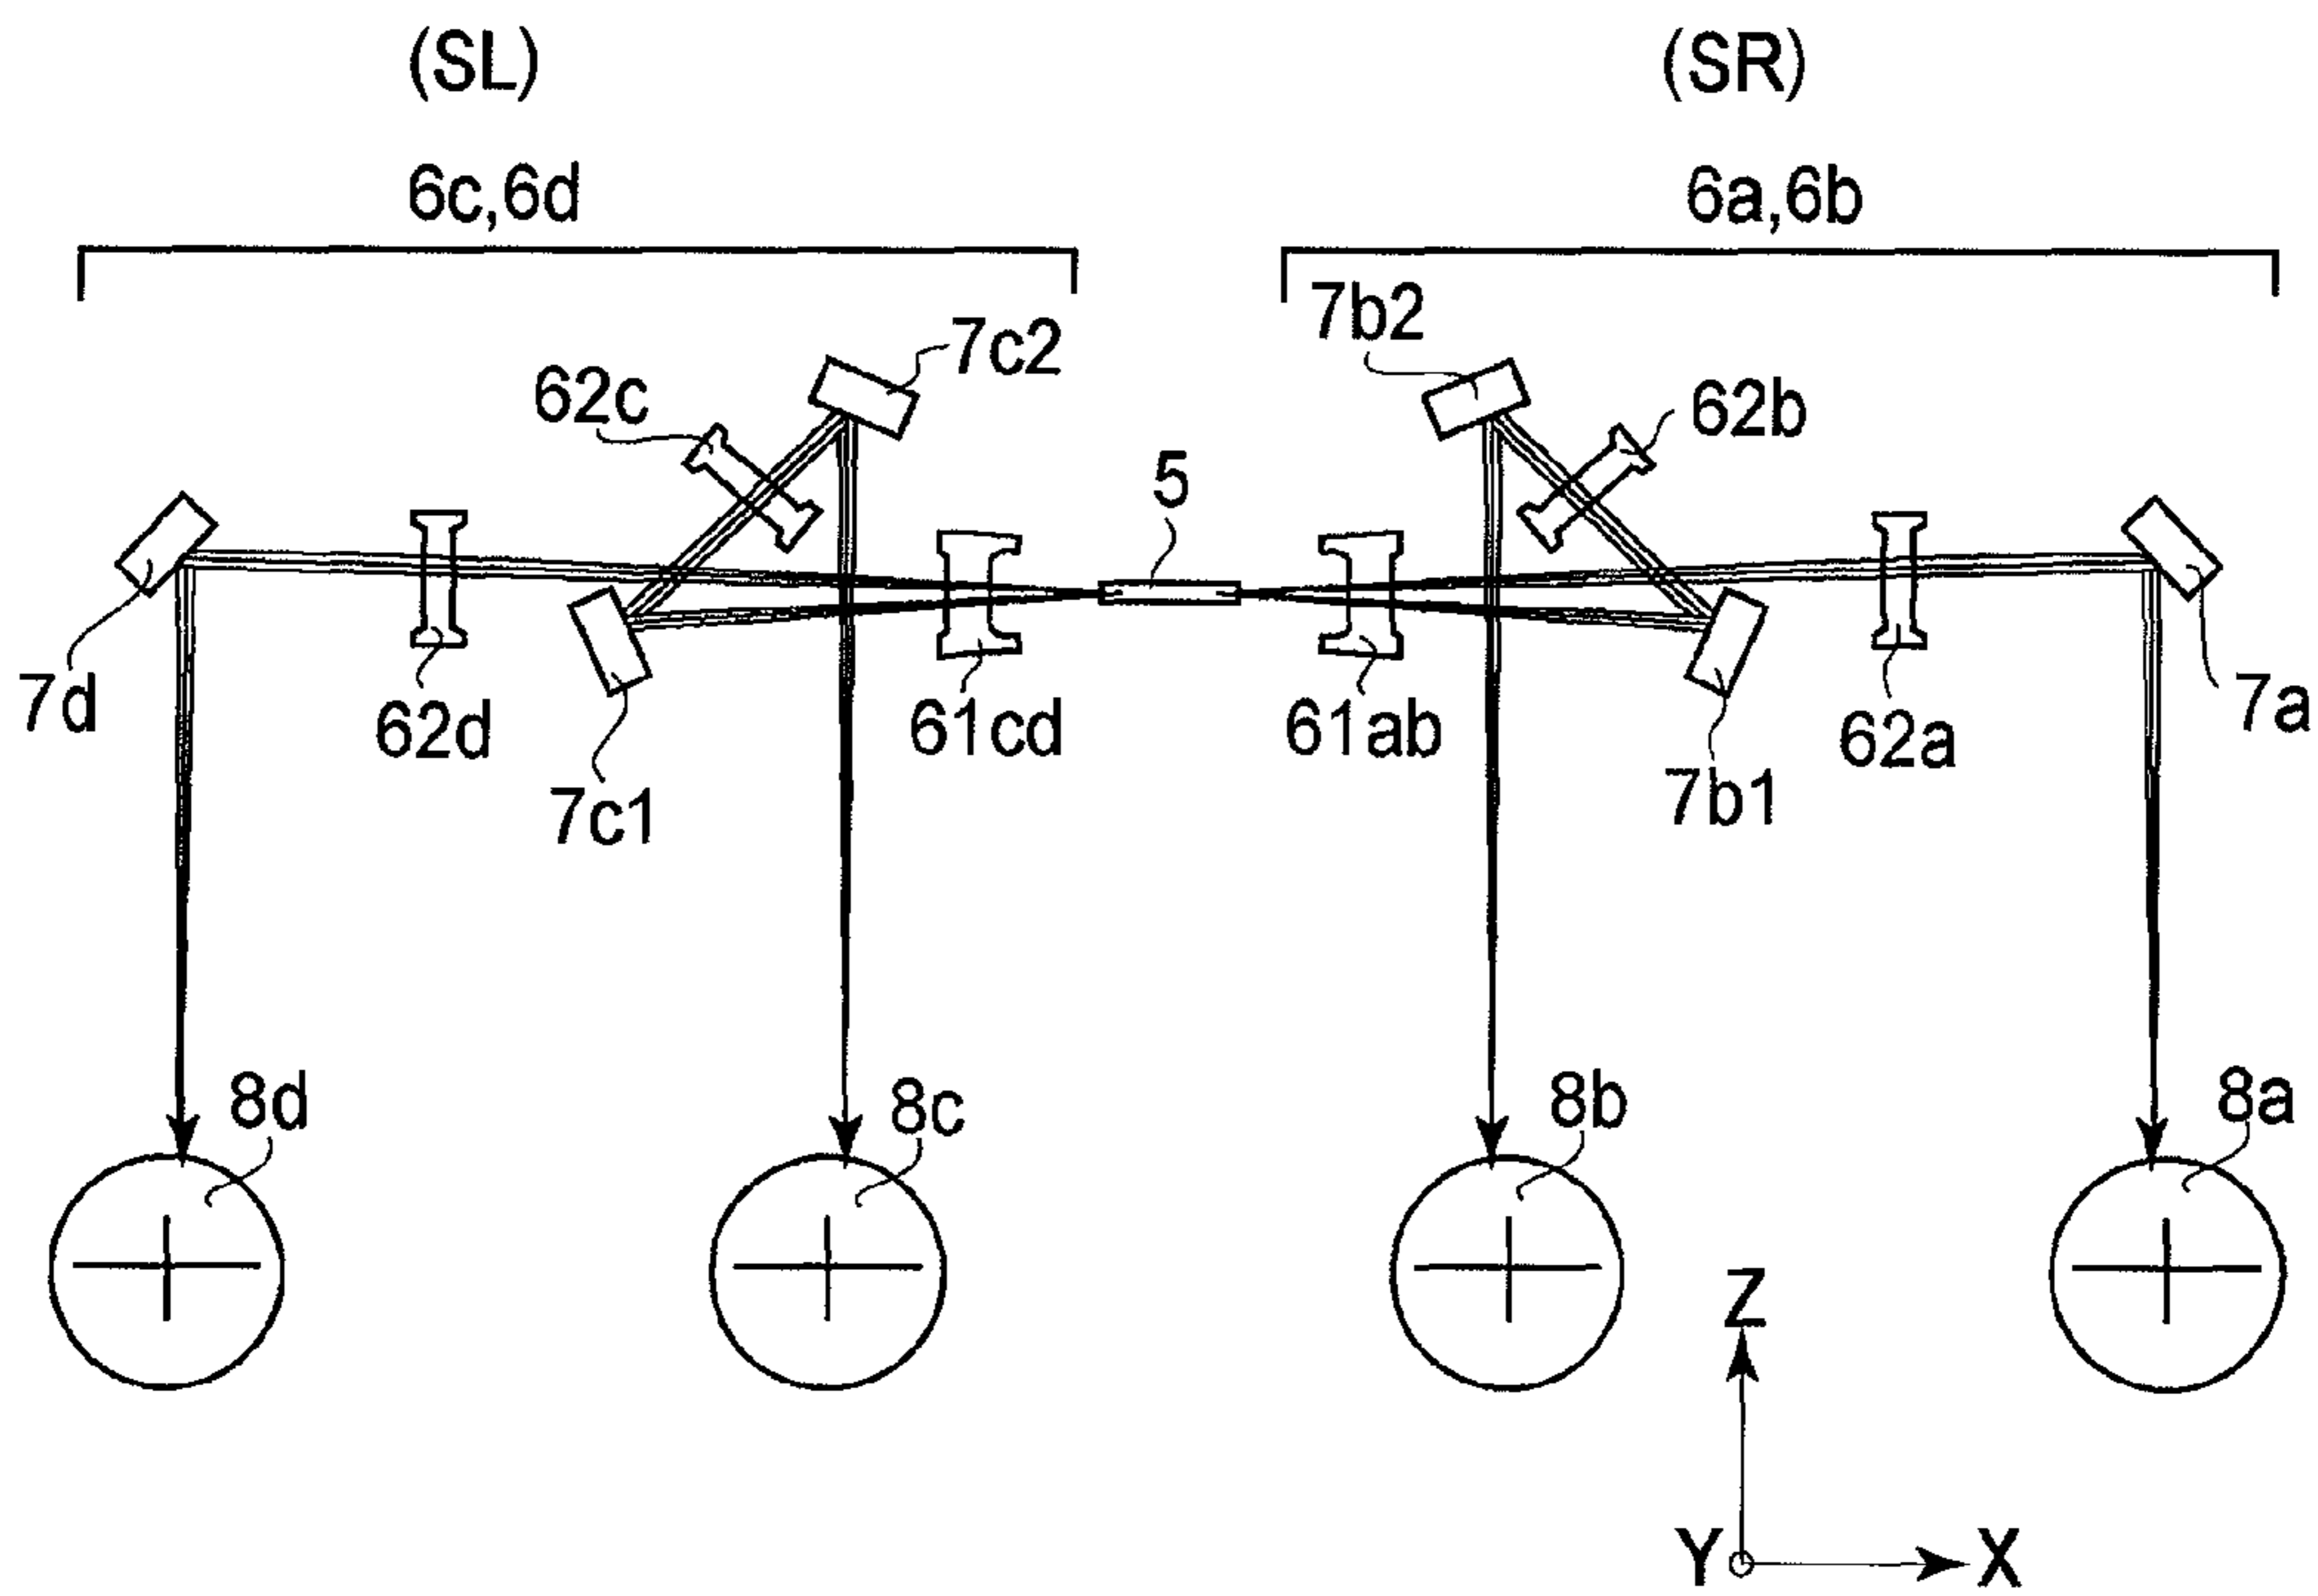 (SL) (SR)
6c,6d 6a,6b
7c2 7b2
62c 62b
5
7d 62d 61cd 61ab 62a 7a
7c1 7b1
8d 8c 8b 8a
Z
Y X